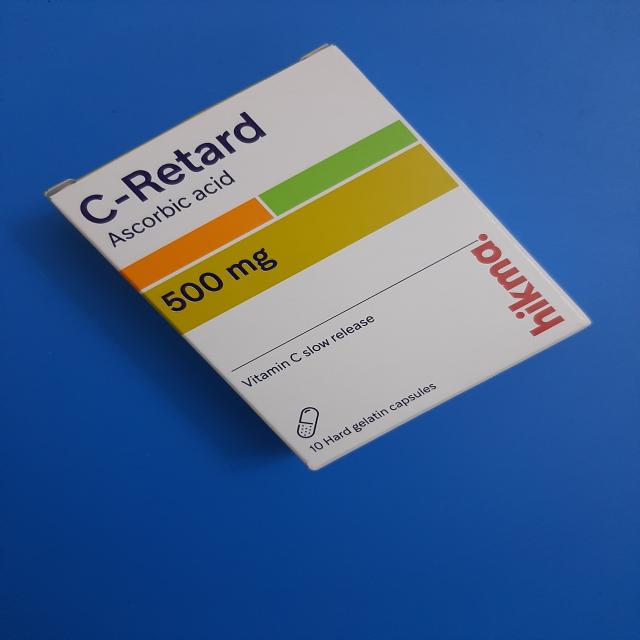 C-Retard
Ascorbic acid
500 mg
hikma.
Vitamin C slow release
10 Hard gelatin capsules